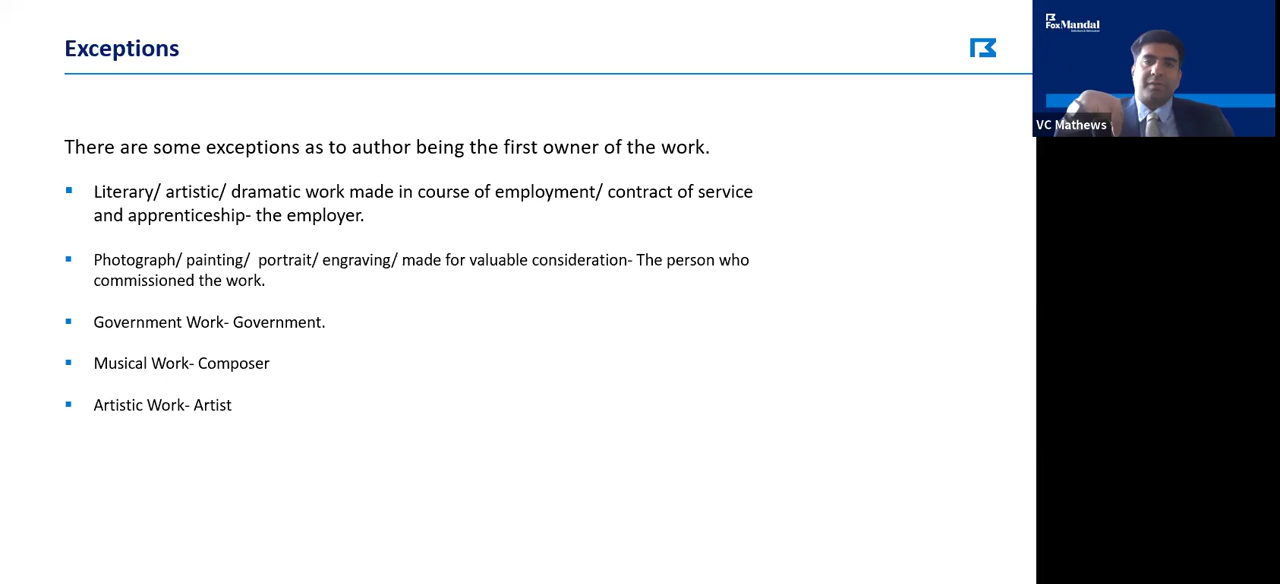 Exceptions
There are some exceptions as to author being the first owner of the work.
Literary/ artistic/ dramatic work made in course of employment/ contract of service
and apprenticeship- the employer.
Photograph/ painting/ portrait/ engraving/ made for valuable consideration- The person who
commissioned the work.
Government Work- Government.
Musical Work- Composer
Artistic Work- Artist
FoxMandal
VC Mathews